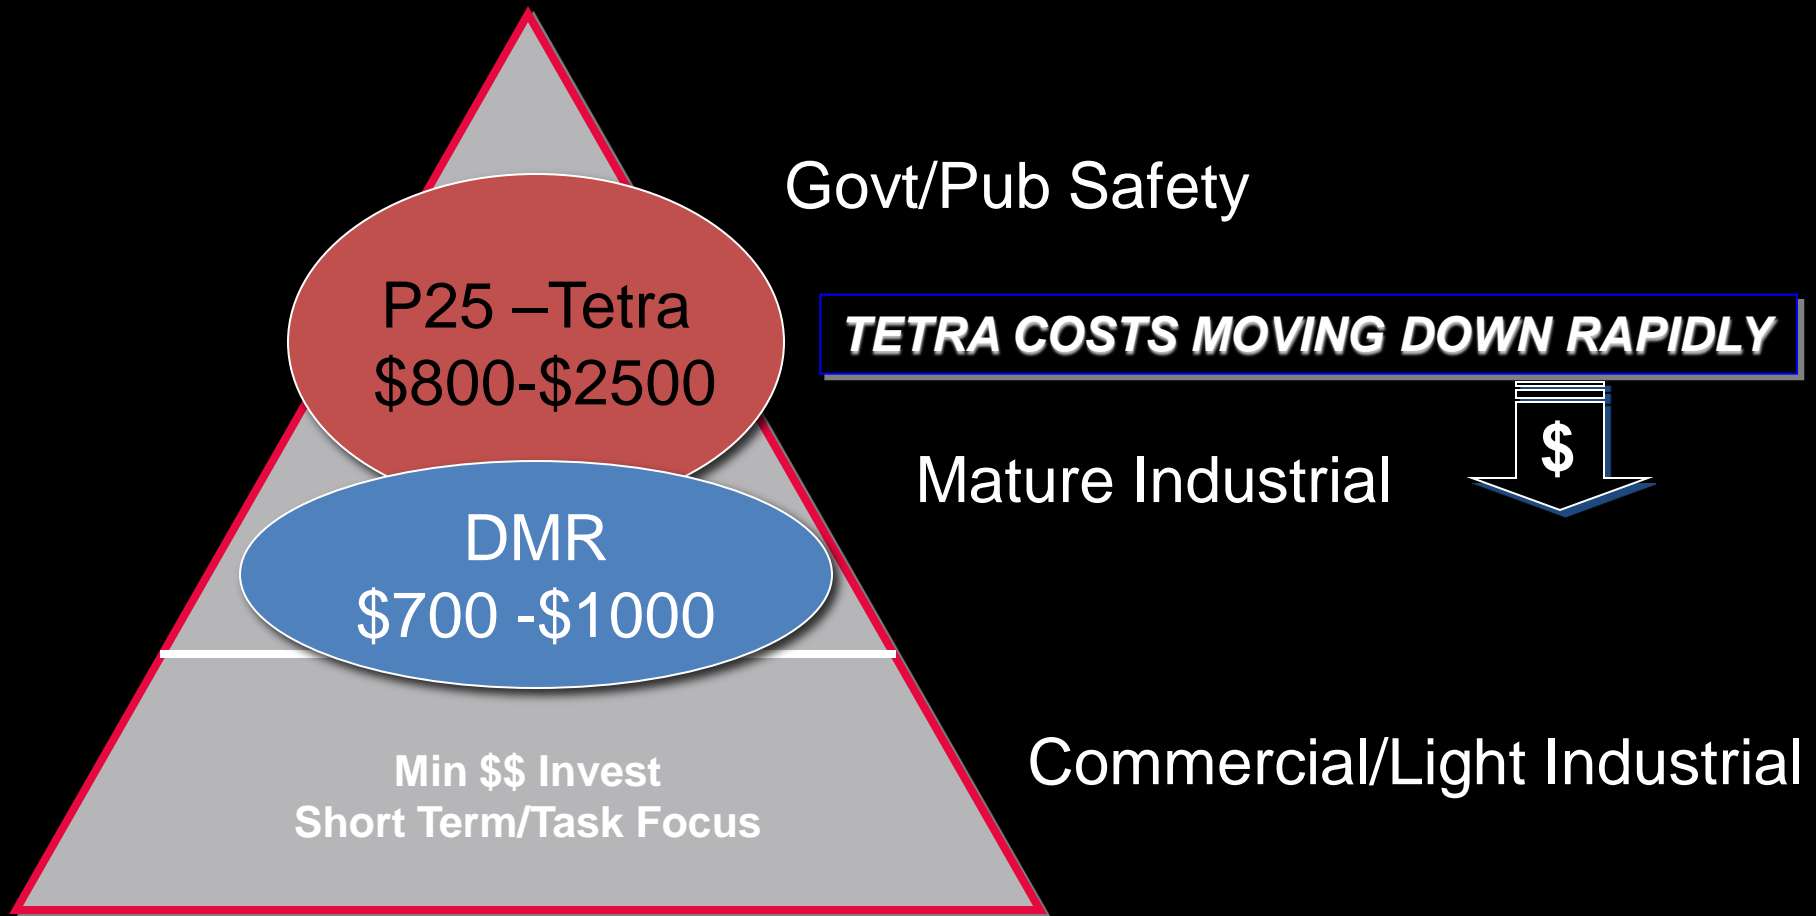 Govt/Pub Safety
P25 –Tetra
$800-$2500
TETRA COSTS MOVING DOWN RAPIDLY
$
Mature Industrial
DMR
$700 -$1000
Min $$ Invest
Short Term/Task Focus
Commercial/Light Industrial